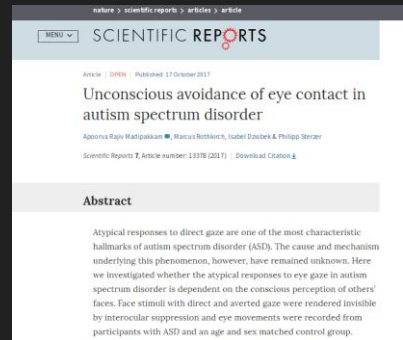 nature > scientific reports > articles > article
MENU
SCIENTIFIC REPORTS
Article | OPEN | Published: 17 October 2017
Unconscious avoidance of eye contact in
autism spectrum disorder
Apoorva Rajiv Madipakkam, Marcus Rothkirch, Isabel Dziobek & Philipp Sterzer
Scientific Reports 7, Article number: 13378 (2017) | Download Citation
Abstract
Atypical responses to direct gaze are one of the most characteristic
hallmarks of autism spectrum disorder (ASD). The cause and mechanism
underlying this phenomenon, however, have remained unknown. Here
we investigated whether the atypical responses to eye gaze in autism
spectrum disorder is dependent on the conscious perception of others'
faces. Face stimuli with direct and averted gaze were rendered invisible
by interocular suppression and eye movements were recorded from
participants with ASD and an age and sex matched control group.